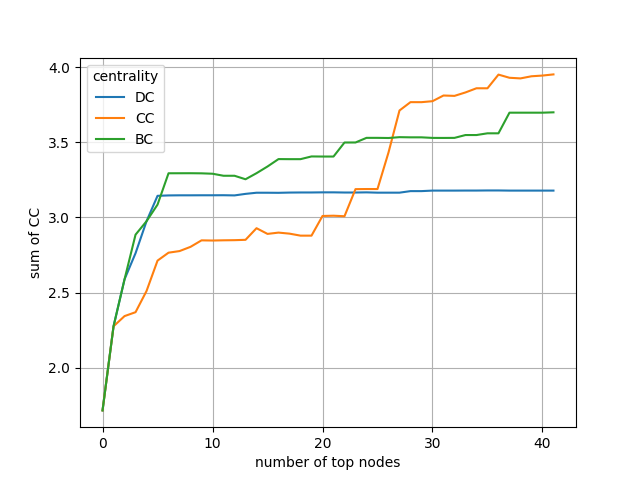 4.0
3.5
3.0
2.5
2.0
sum of CC
centrality
DC
CC
BC
0 10 20 30 40
number of top nodes